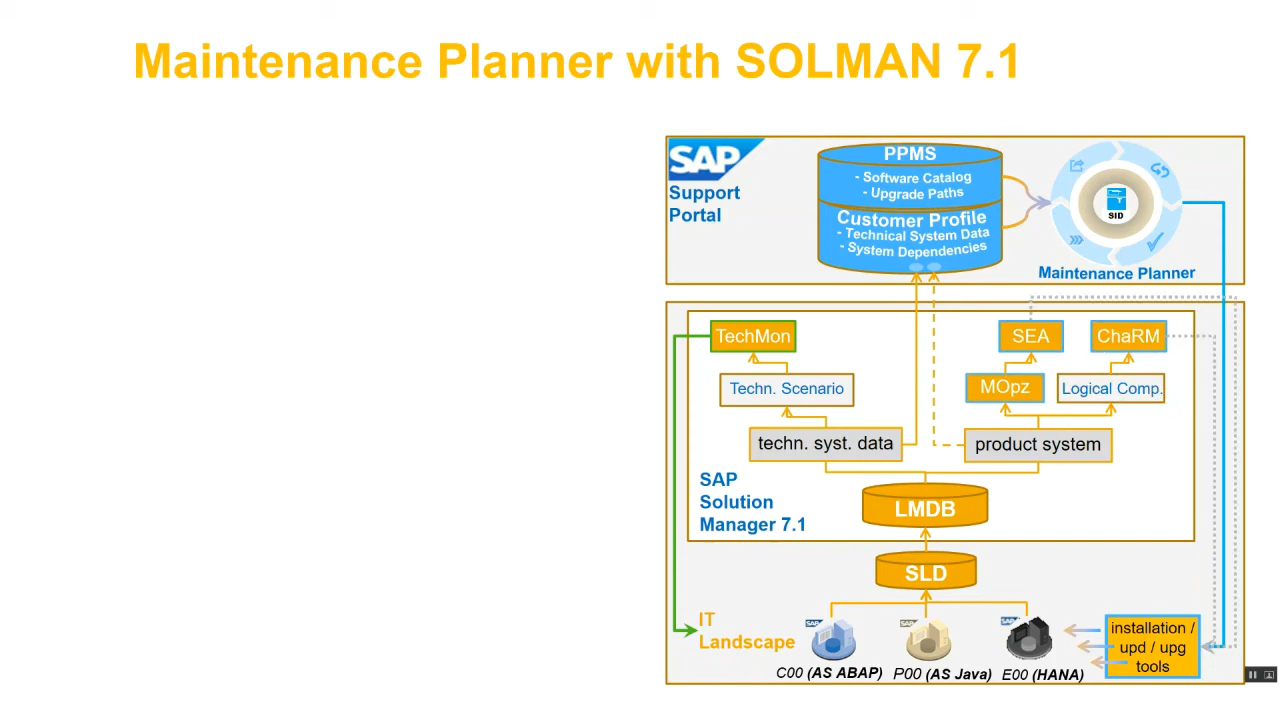 Maintenance Planner with SOLMAN 7.1
SAP
Support
Portal
PPMS
- Software Catalog
- Upgrade Paths
Customer Profile
- Technical System Data
- System Dependencies
SID
Maintenance Planner
TechMon
SEA
ChaRM
Techn. Scenario
MOpz
Logical Comp.
techn. syst. data
product system
SAP
Solution
Manager 7.1
LMDB
SLD
IT
Landscape
SAP
SAP
SAP
installation /
upd / upg
tools
C00 (AS ABAP)
P00 (AS Java)
E00 (HANA)